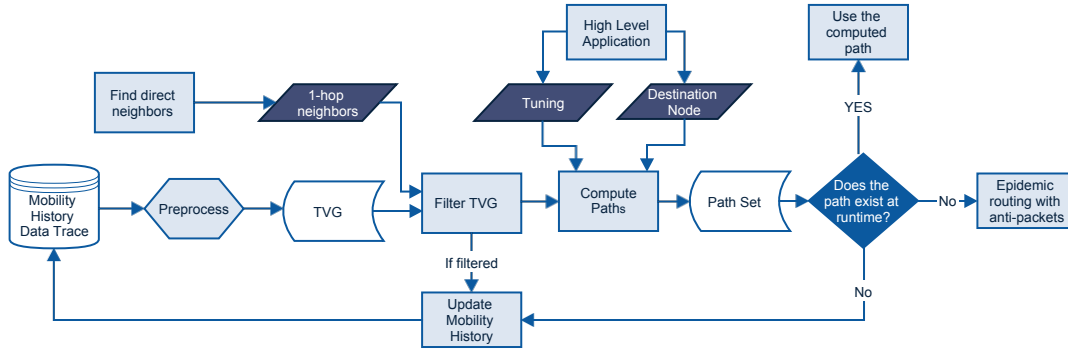 High Level
Application
Use the
computed
path
Find direct
neighbors
1-hop
neighbors
Tuning
Destination
Node
YES
Mobility
History
Data Trace
Preprocess
TVG
Filter TVG
Compute
Paths
Path Set
Does the
path exist at
runtime?
No
Epidemic
routing with
anti-packets
If filtered
No
Update
Mobility
History